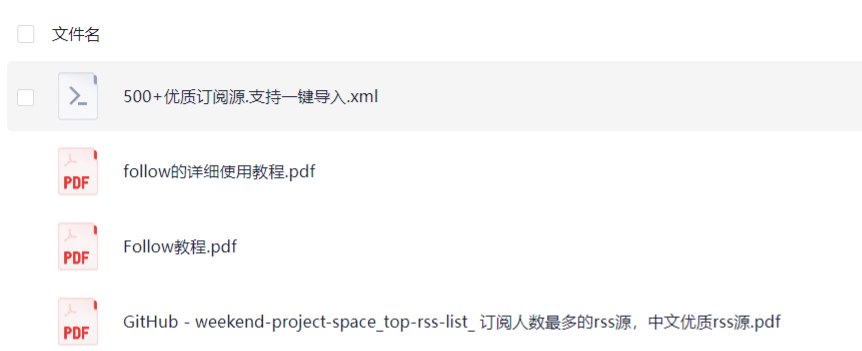 文件名
500+优质订阅源.支持一键导入.xml
PDF
follow的详细使用教程.pdf
PDF
Follow教程.pdf
PDF
GitHub - weekend-project-space_top-rss-list_ 订阅人数最多的rss源，中文优质rss源.pdf